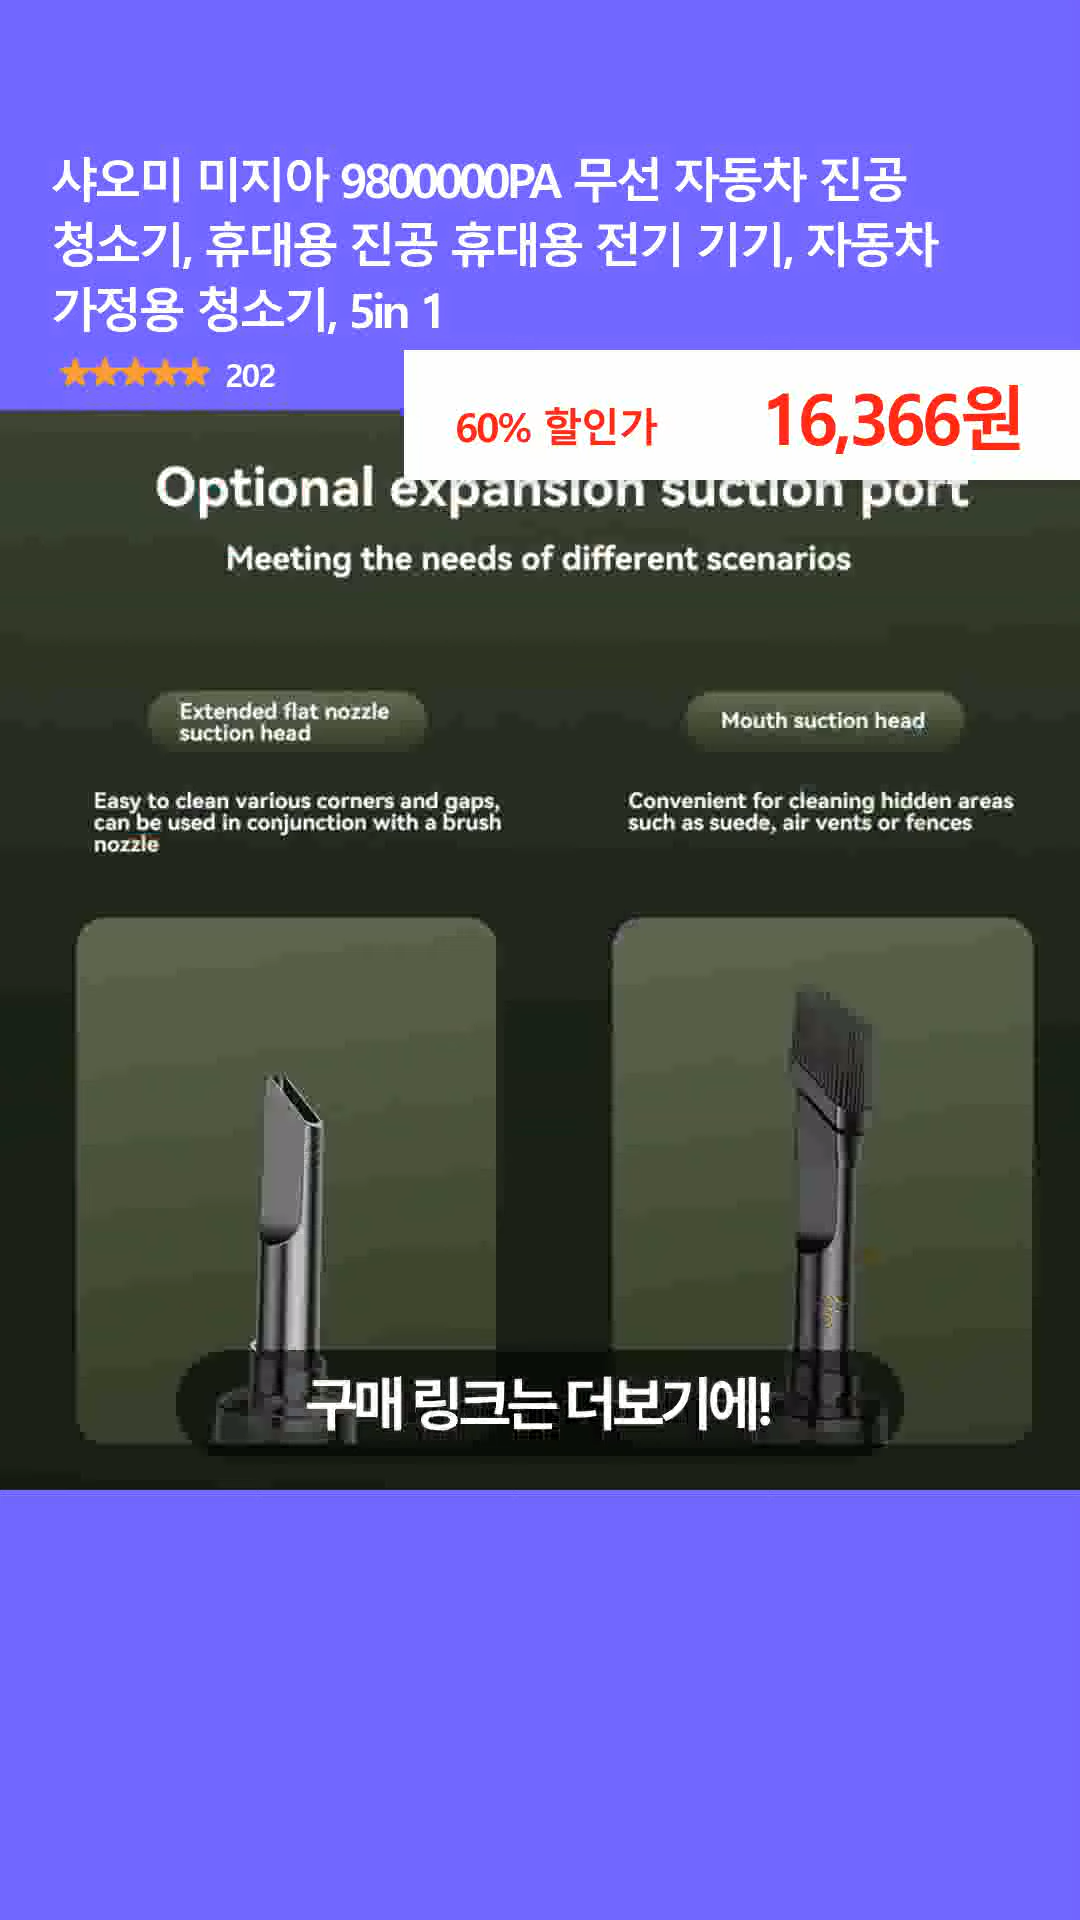 샤오미 미지아 9800000PA 무선 자동차 진공
청소기, 휴대용 진공 휴대용 전기 기기, 자동차
가정용 청소기, 5in 1
202
60% 할인가 16,366원
Optional expansion suction port
Meeting the needs of different scenarios
Extended flat nozzle
suction head
Easy to clean various corners and gaps,
can be used in conjunction with a brush
nozzle
Mouth suction head
Convenient for cleaning hidden areas
such as suede, air vents or fences
구매 링크는 더보기에!